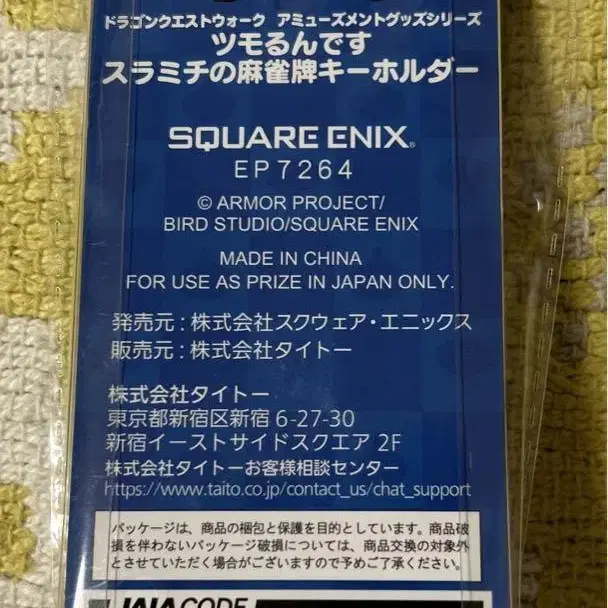 ドラゴンクエストウォーク アミューズメントグッズシリーズ
ツモるんです
スラミチの麻雀牌キーホルダー
SQUARE ENIX®
EP7264
© ARMOR PROJECT/
BIRD STUDIO/SQUARE ENIX
MADE IN CHINA
FOR USE AS PRIZE IN JAPAN ONLY.
発売元:株式会社スクウェア・エニックス
販売元:株式会社タイトー
株式会社タイトー
東京都新宿区新宿 6-27-30
新宿イーストサイドスクエア 2F
株式会社タイトーお客様相談センター
https://www.taito.co.jp/contact_us/chat_support
パッケージは、商品の梱包と保護を目的としています。商品破
損を伴わないパッケージ破損については、商品交換の対象外
とさせていただく場合がございますので予めご了承ください。
JAIA CODE